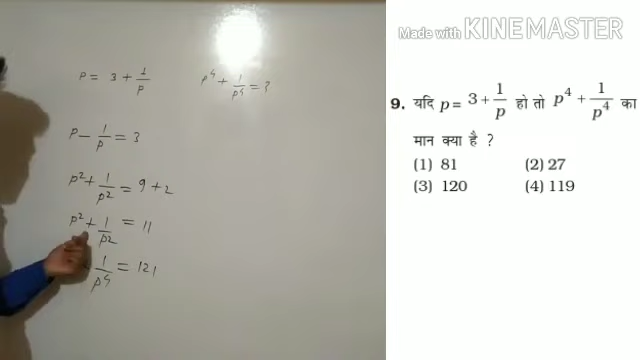 Made with KINEMASTER
p = 3 + 1/p
p⁴ + 1/p⁴ = ?
p - 1/p = 3
p² + 1/p² = 9 + 2
p² + 1/p² = 11
1/p⁴ = 121
9. यदि p = 3 + 1/p हो तो p⁴ + 1/p⁴ का
मान क्या है ?
(1) 81 (2) 27
(3) 120 (4) 119